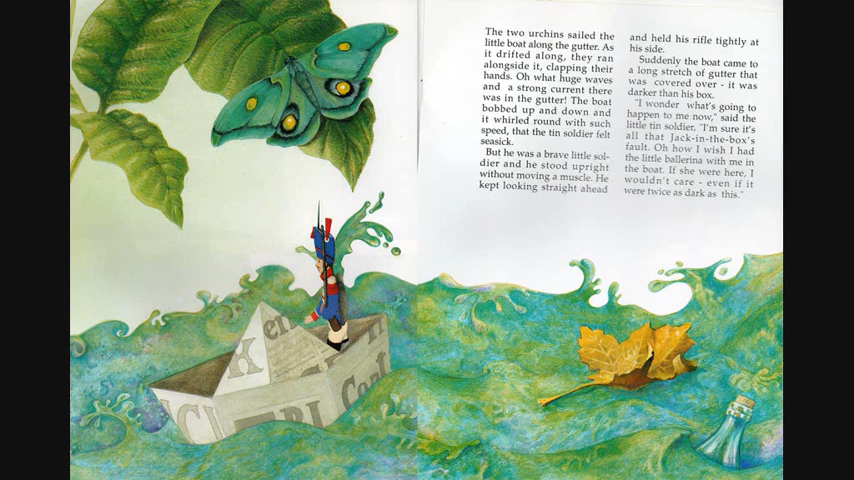 The two urchins sailed the
little boat along the gutter. As
it drifted along, they ran
alongside it, clapping their
hands. Oh what huge waves
and a strong current there
was in the gutter! The boat
bobbed up and down and
it whirled round with such
speed, that the tin soldier felt
seasick.
But he was a brave little sol-
dier and he stood upright
without moving a muscle. He
kept looking straight ahead
and held his rifle tightly at
his side.
Suddenly the boat came to
a long stretch of gutter that
was covered over - it was
darker than his box.
"I wonder what's going to
happen to me now," said the
little tin soldier, "I'm sure it's
all that Jack-in-the-box's
fault. Oh how I wish I had
the little ballerina with me in
the boat. If she were here, I
wouldn't care - even if it
were twice as dark as this."
K en
Cont